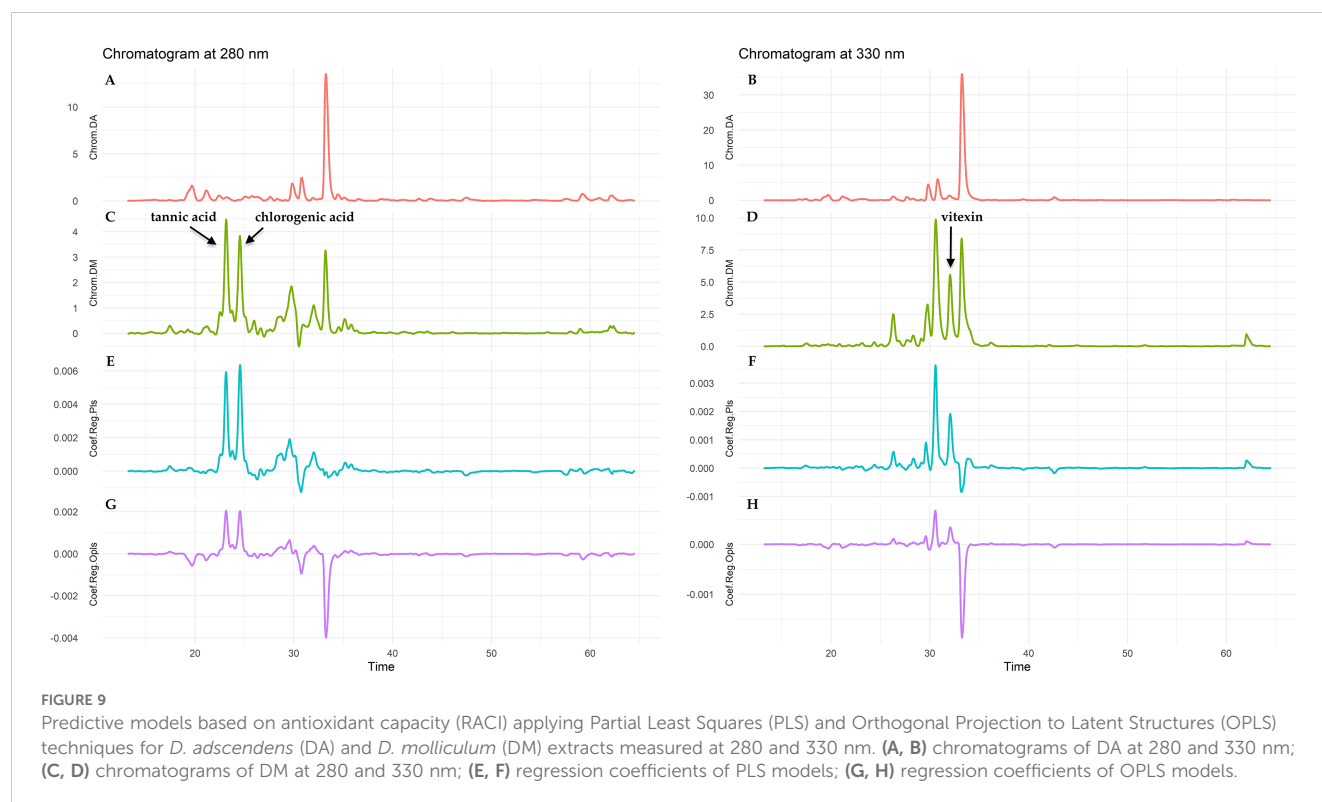 Chromatogram at 280 nm
Chromatogram at 330 nm
A
10
5
0
Chrom.DA
B
30
20
10
0
Chrom.DA
C
tannic acid
chlorogenic acid
4
3
2
1
0
Chrom.DM
D
vitexin
10.0
7.5
5.0
2.5
0.0
Chrom.DM
E
0.006
0.004
0.002
0.000
Coef.Reg.Pls
F
0.003
0.002
0.001
0.000
-0.001
Coef.Reg.Pls
G
0.002
0.000
-0.002
-0.004
Coef.Reg.Opls
H
0.000
-0.001
Coef.Reg.Opls
20 30 40 50 60
Time
20 30 40 50 60
Time
FIGURE 9
Predictive models based on antioxidant capacity (RACI) applying Partial Least Squares (PLS) and Orthogonal Projection to Latent Structures (OPLS)
techniques for D. adscendens (DA) and D. molliculum (DM) extracts measured at 280 and 330 nm. (A, B) chromatograms of DA at 280 and 330 nm;
(C, D) chromatograms of DM at 280 and 330 nm; (E, F) regression coefficients of PLS models; (G, H) regression coefficients of OPLS models.